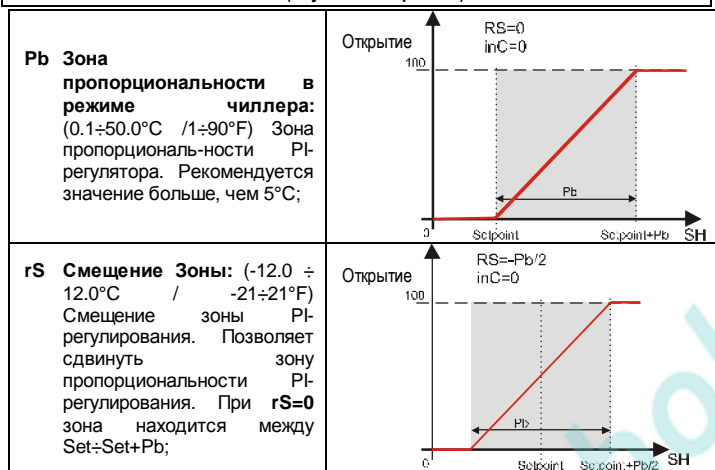 Pb Зона
пропорциональности в
режиме чиллера:
(0.1÷50.0°C /1÷90°F) Зона
пропорциональ-ности PI-
регулятора. Рекомендуется
значение больше, чем 5°C;
Открытие
RS=0
inC=0
100
Pb
0
Setpoint
Setpoint+Pb
SH
rS Смещение Зоны: (-12.0 ÷
12.0°C / -21÷21°F)
Смещение зоны PI-
регулирования. Позволяет
сдвинуть зону
пропорциональности PI-
регулирования. При rS=0
зона находится между
Set÷Set+Pb;
Открытие
RS=-Pb/2
inC=0
100
Pb
0
Setpoint
Setpoint+Pb/2
SH